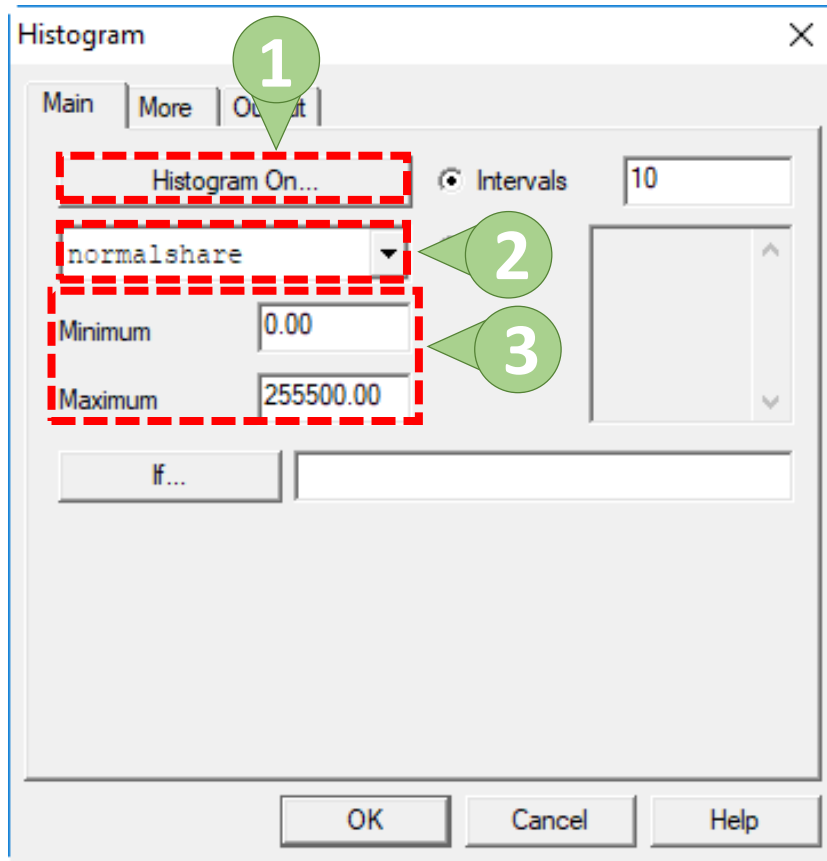 Histogram
1
Main More Output
Histogram On... Intervals 10
normalshare 2
Minimum 0.00
3
Maximum 255500.00
If...
OK Cancel Help